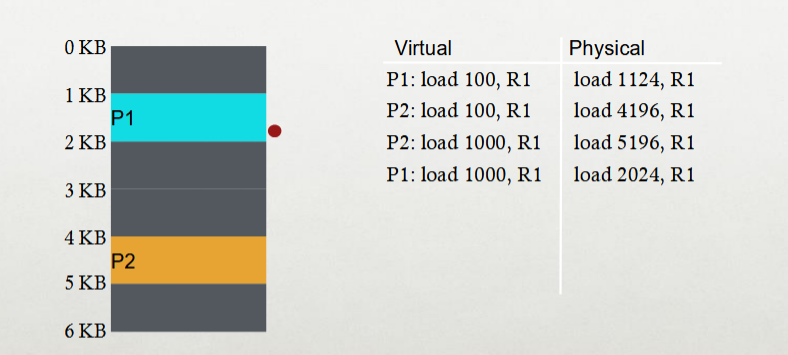 0 KB
1 KB
P1
2 KB
3 KB
4 KB
P2
5 KB
6 KB
Virtual Physical
P1: load 100, R1 load 1124, R1
P2: load 100, R1 load 4196, R1
P2: load 1000, R1 load 5196, R1
P1: load 1000, R1 load 2024, R1